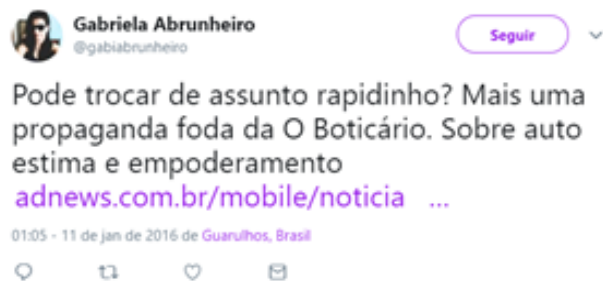 Gabriela Abrunheiro
@gabiabrunheiro
Seguir
Pode trocar de assunto rapidinho? Mais uma
propaganda foda da O Boticário. Sobre auto
estima e empoderamento
adnews.com.br/mobile/noticia ...
01:05 - 11 de jan de 2016 de Guarulhos, Brasil